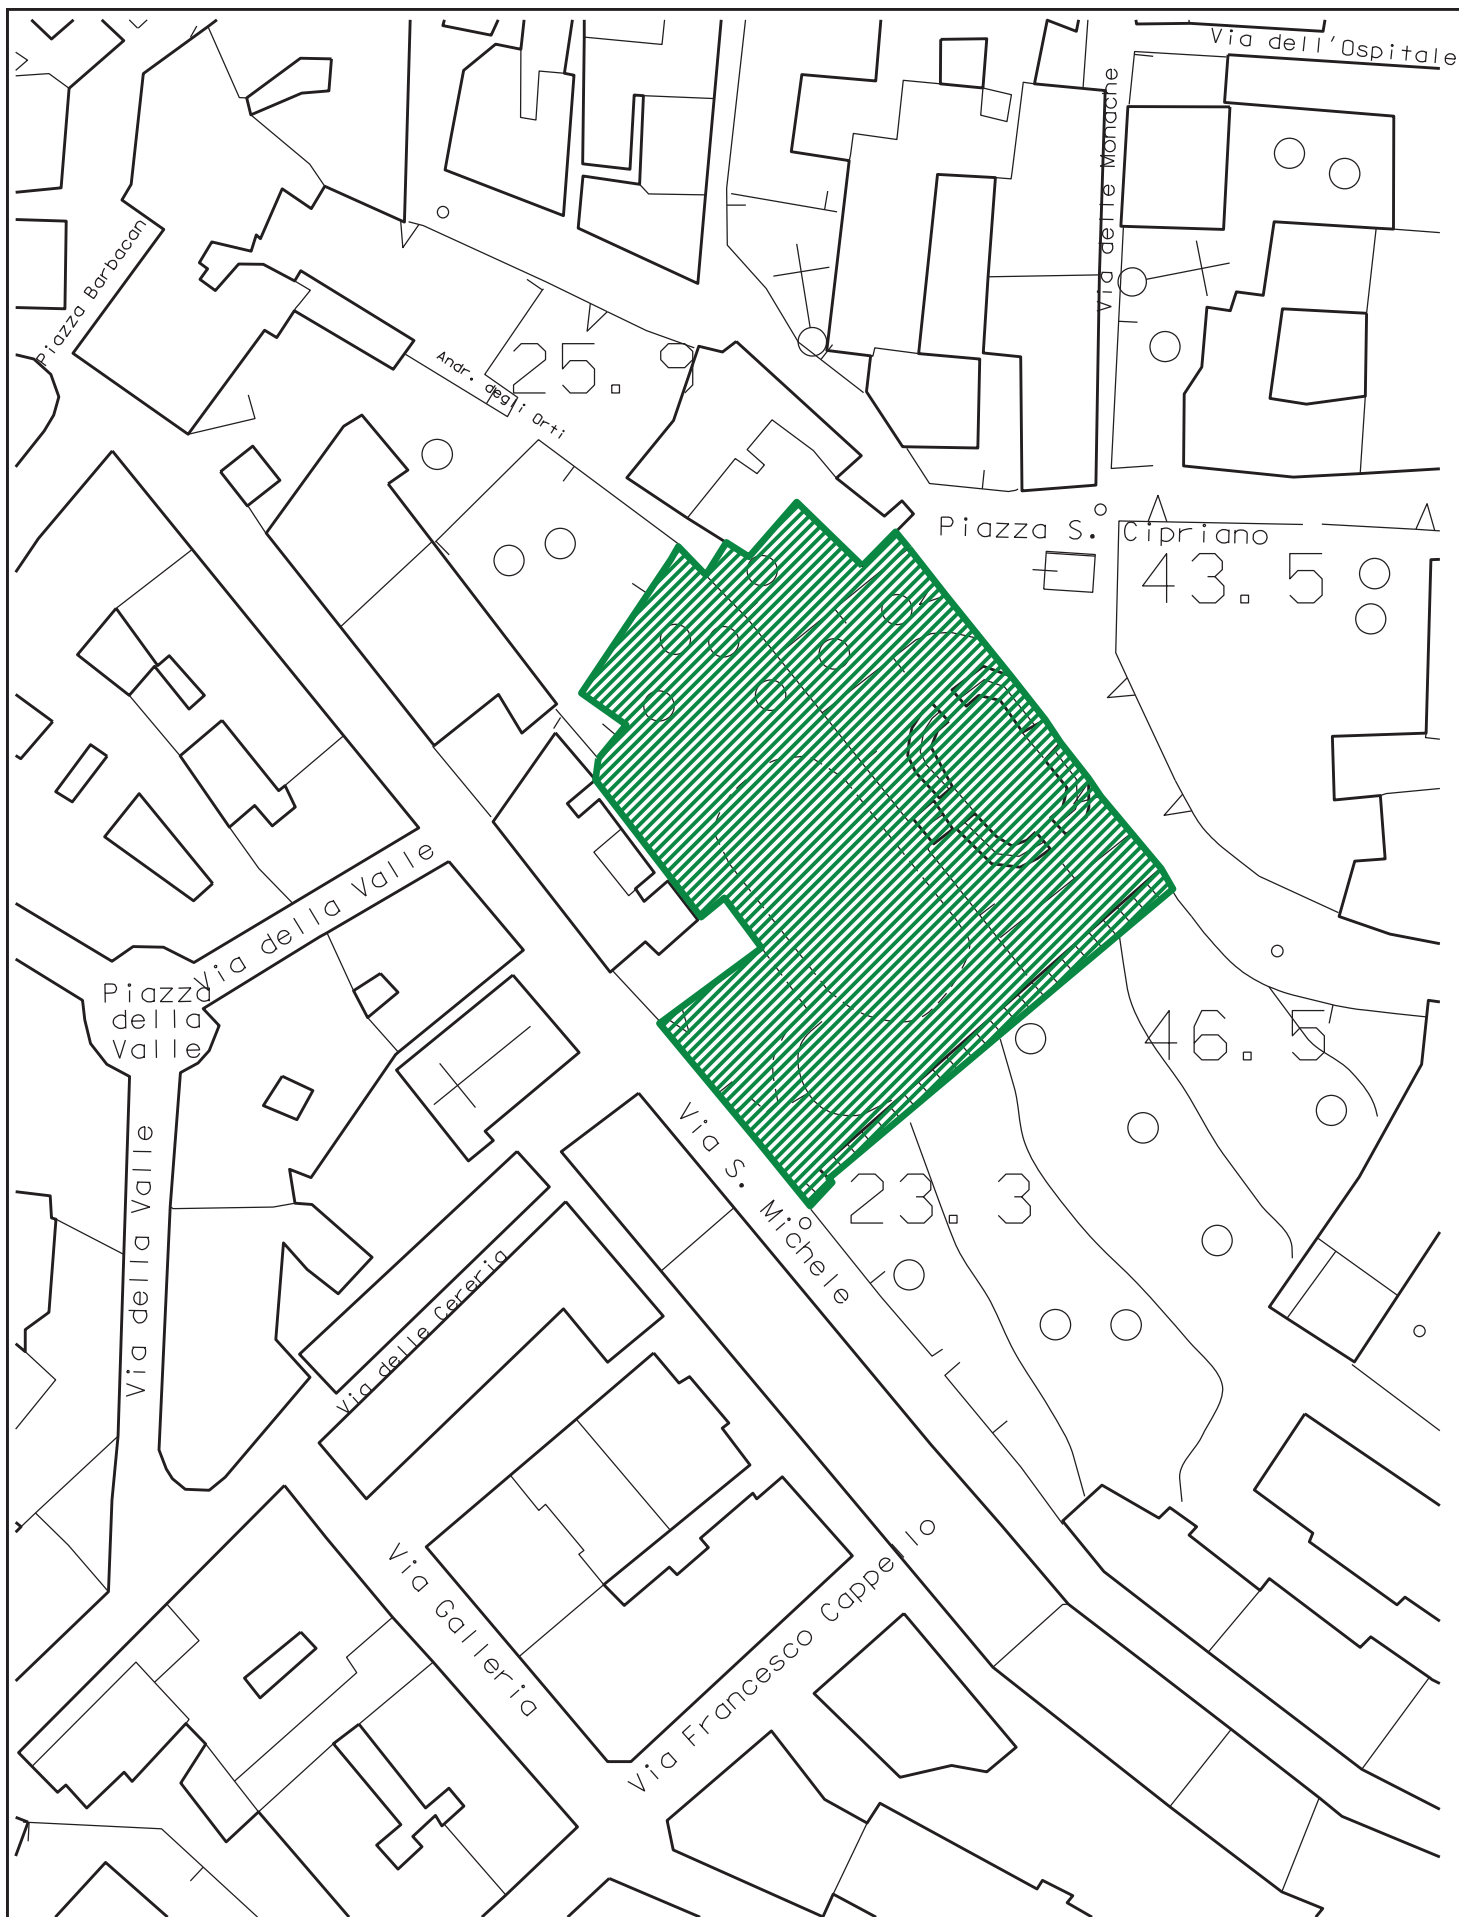 Via dell'Ospitale
Via delle Monache
Piazza Barbacan
25.
Andr. degli Orti
Piazza S. Cipriano
43.5
Via della Valle
Piazza
della
Valle
46.5
Via S. Michele
23.3
Via della Valle
Via delle Cereria
Via Galleria
Via Francesco Cappello